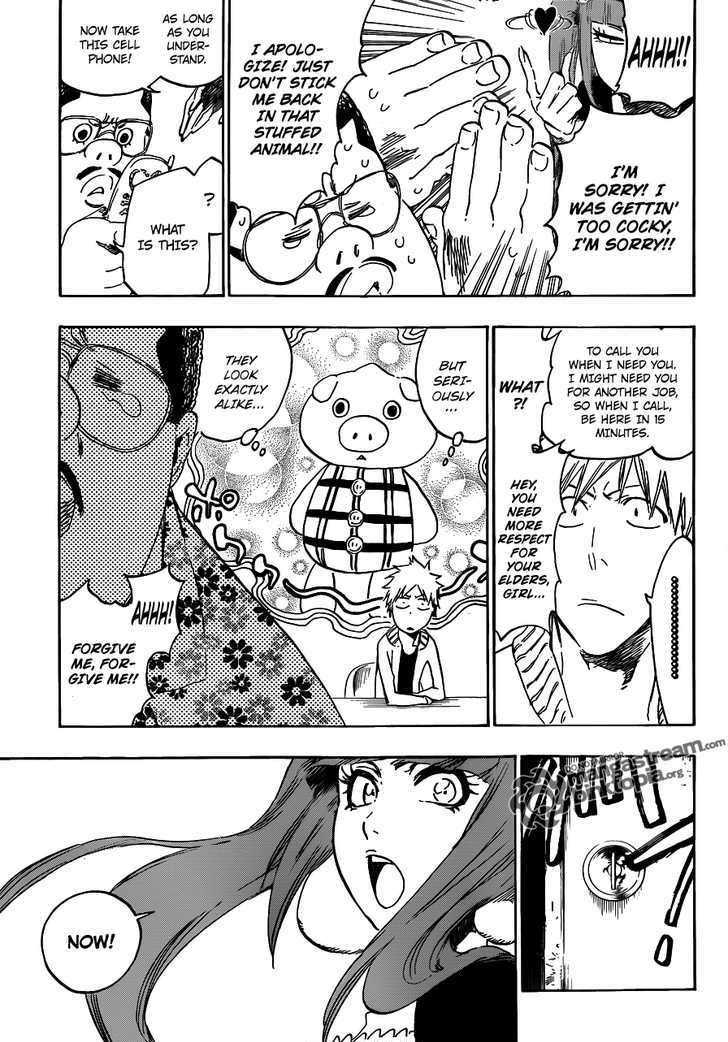 AHHH!!
I'M
SORRY! I
WAS GETTIN'
TOO COCKY,
I'M SORRY!!
I APOLO-
GIZE! JUST
DON'T STICK
ME BACK
IN THAT
STUFFED
ANIMAL!!
AS LONG
AS YOU
UNDER-
STAND.
NOW TAKE
THIS CELL
PHONE!
?
WHAT
IS THIS?
TO CALL YOU
WHEN I NEED YOU.
I MIGHT NEED YOU
FOR ANOTHER JOB,
SO WHEN I CALL,
BE HERE IN 15
MINUTES.
WHAT
?!
HEY,
YOU
NEED
MORE
RESPECT
FOR
YOUR
ELDERS,
GIRL...
BUT
SERI-
OUSLY
...
THEY
LOOK
EXACTLY
ALIKE...
AHHH!
FORGIVE
ME, FOR-
GIVE ME!!
mangastream.com
NOW!